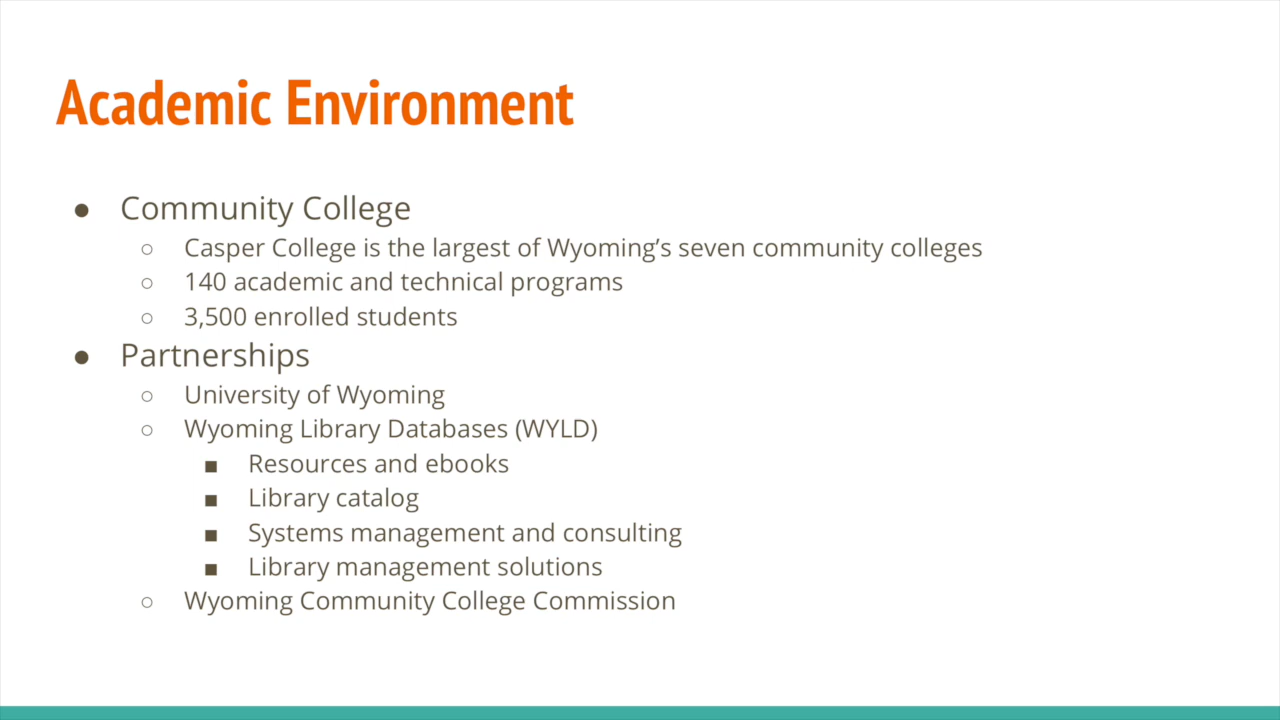 Academic Environment
● Community College
○ Casper College is the largest of Wyoming’s seven community colleges
○ 140 academic and technical programs
○ 3,500 enrolled students
● Partnerships
○ University of Wyoming
○ Wyoming Library Databases (WYLD)
■ Resources and ebooks
■ Library catalog
■ Systems management and consulting
■ Library management solutions
○ Wyoming Community College Commission